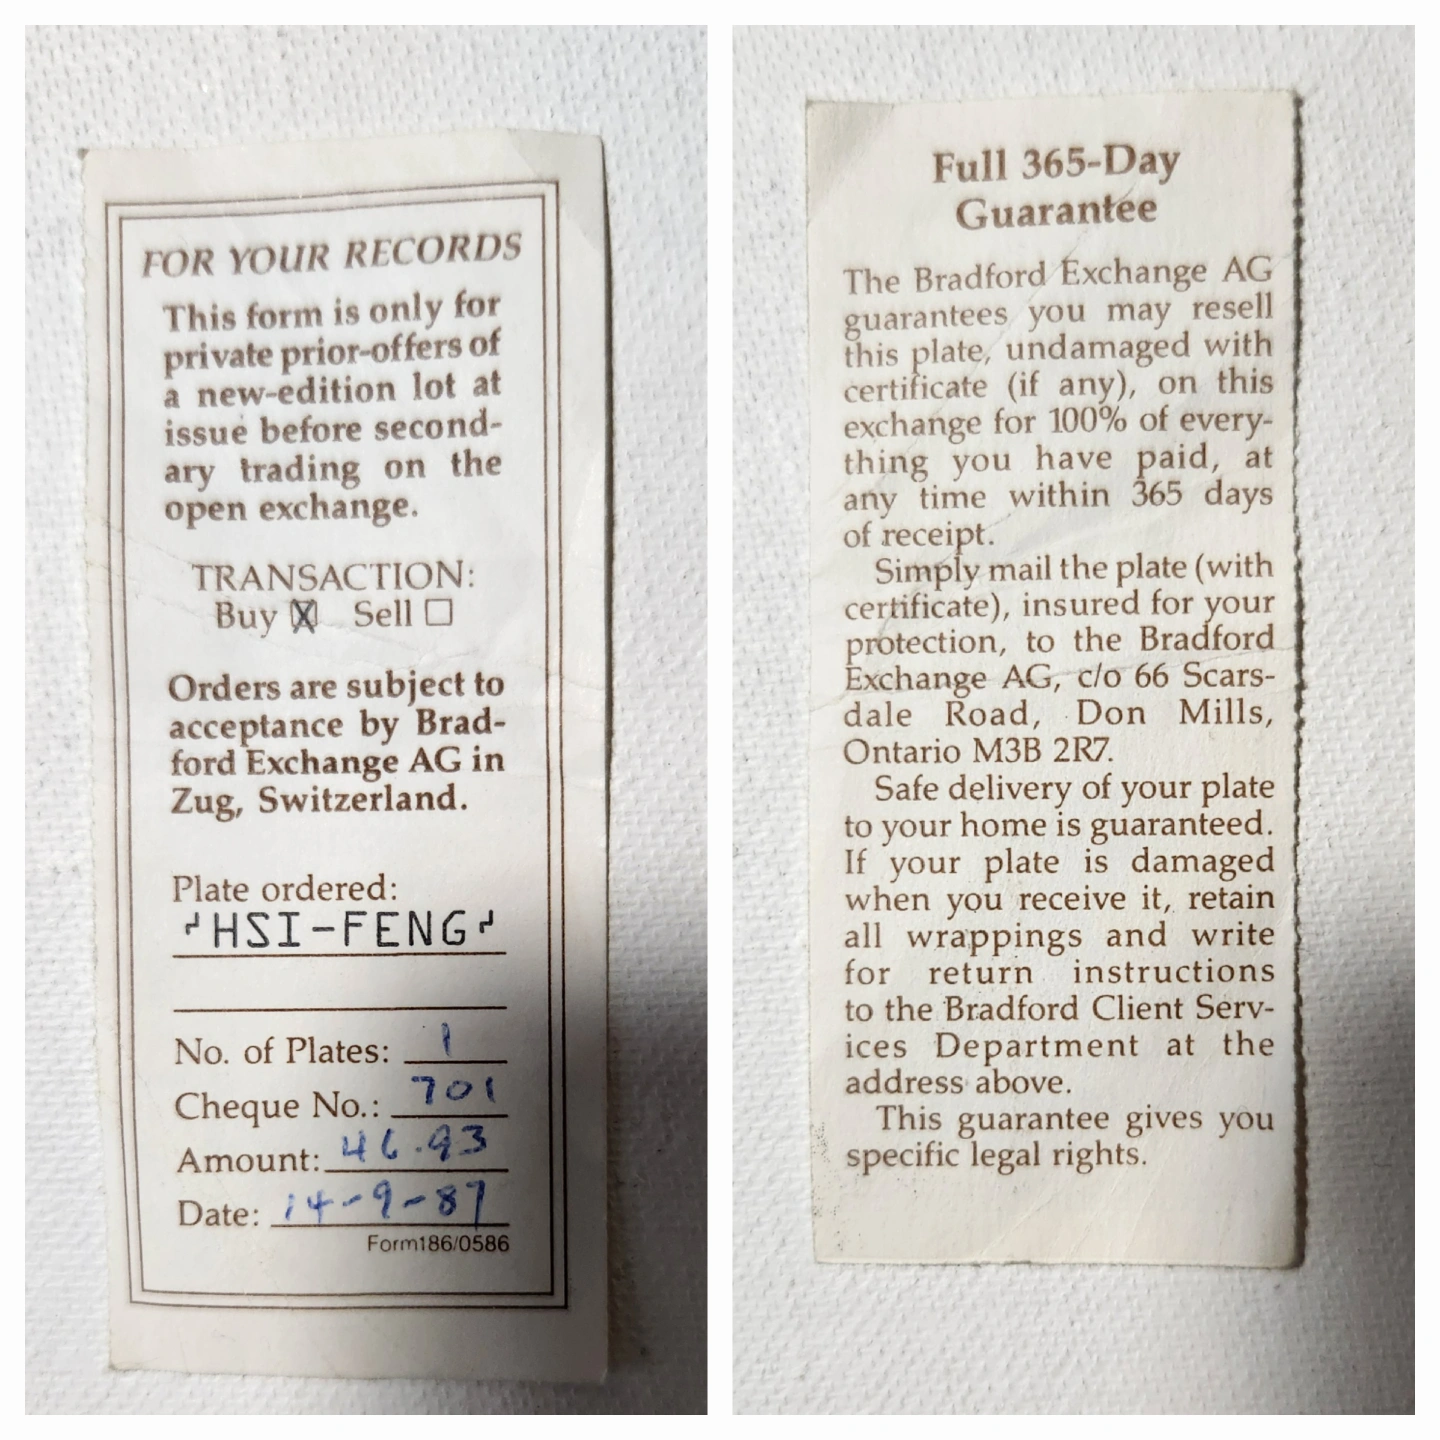 FOR YOUR RECORDS
This form is only for
private prior-offers of
a new-edition lot at
issue before second-
ary trading on the
open exchange.
TRANSACTION:
Buy ☒ Sell ☐
Orders are subject to
acceptance by Brad-
ford Exchange AG in
Zug, Switzerland.
Plate ordered:
'HSI-FENG'
No. of Plates: 1
Cheque No.: 701
Amount: 46.93
Date: 14-9-87
Form186/0586
Full 365-Day
Guarantee
The Bradford Exchange AG
guarantees you may resell
this plate, undamaged with
certificate (if any), on this
exchange for 100% of every-
thing you have paid, at
any time within 365 days
of receipt.
Simply mail the plate (with
certificate), insured for your
protection, to the Bradford
Exchange AG, c/o 66 Scars-
dale Road, Don Mills,
Ontario M3B 2R7.
Safe delivery of your plate
to your home is guaranteed.
If your plate is damaged
when you receive it, retain
all wrappings and write
for return instructions
to the Bradford Client Serv-
ices Department at the
address above.
This guarantee gives you
specific legal rights.